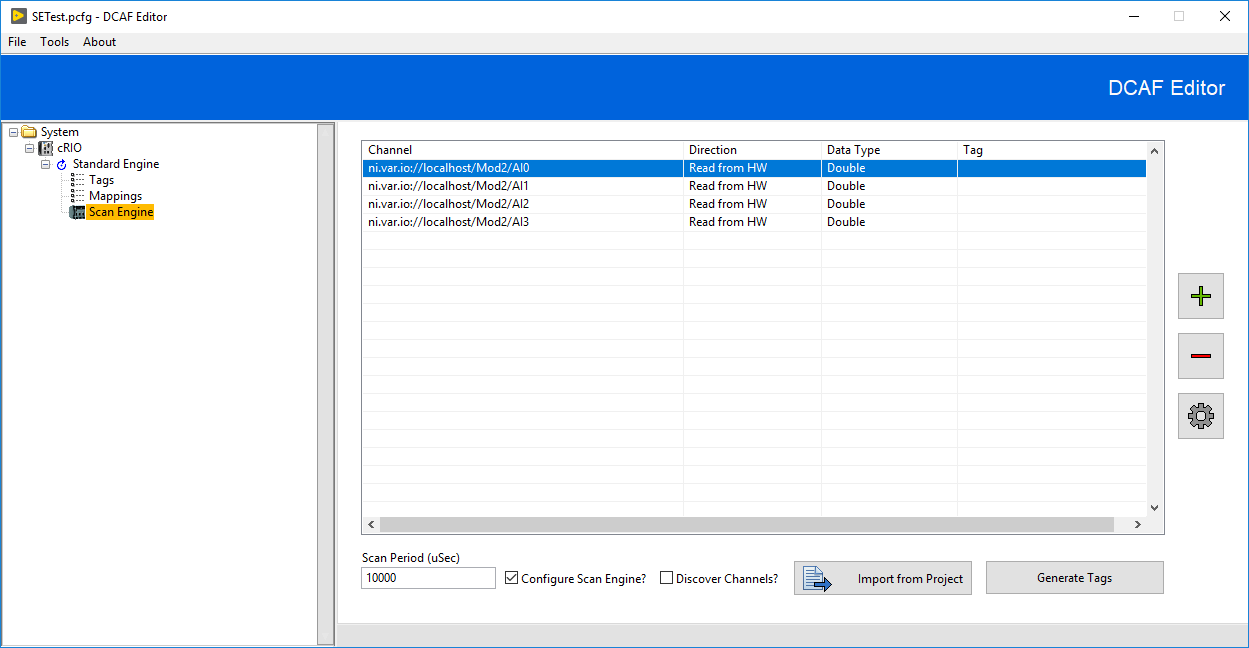 SETest.pcfg - DCAF Editor
File Tools About
DCAF Editor
System
cRIO
Standard Engine
Tags
Mappings
Scan Engine
Channel Direction Data Type Tag
ni.var.io://localhost/Mod2/AI0 Read from HW Double
ni.var.io://localhost/Mod2/AI1 Read from HW Double
ni.var.io://localhost/Mod2/AI2 Read from HW Double
ni.var.io://localhost/Mod2/AI3 Read from HW Double
Scan Period (uSec)
10000 Configure Scan Engine? Discover Channels? Import from Project Generate Tags